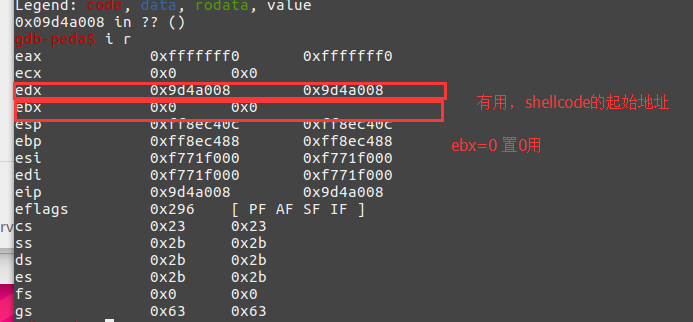 Legend: code, data, rodata, value
0x09d4a008 in ?? ()
gdb-peda$ i r
eax 0xfffffff0 0xfffffff0
ecx 0x0 0x0
edx 0x9d4a008 0x9d4a008
有用，shellcode的起始地址
ebx 0x0 0x0
esp 0xff8ec40c 0xff8ec40c
ebp 0xff8ec488 0xff8ec488
ebx=0 置0用
esi 0xf771f000 0xf771f000
edi 0xf771f000 0xf771f000
eip 0x9d4a008 0x9d4a008
eflags 0x296 [ PF AF SF IF ]
cs 0x23 0x23
ss 0x2b 0x2b
ds 0x2b 0x2b
es 0x2b 0x2b
fs 0x0 0x0
gs 0x63 0x63